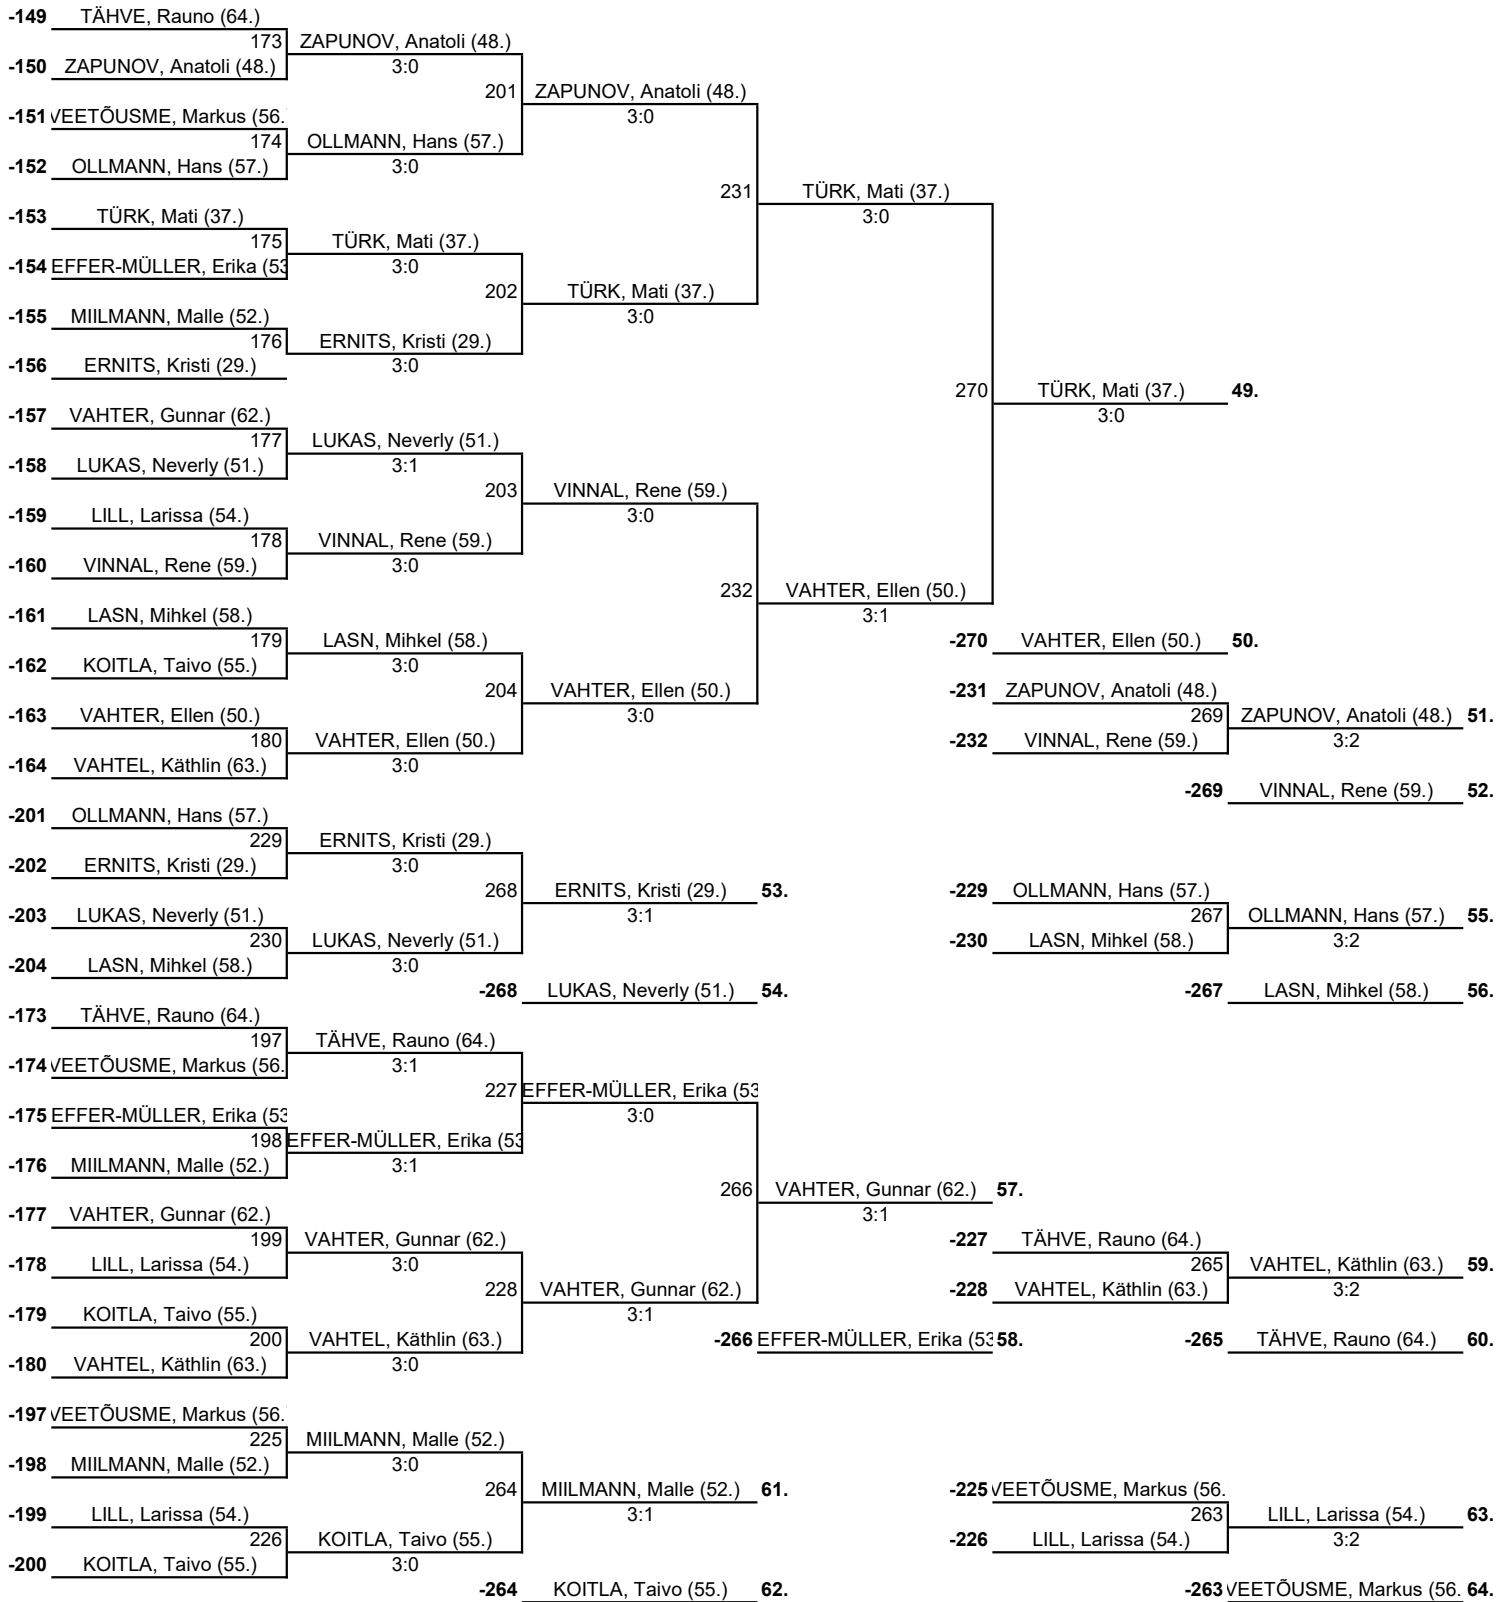 -149 TÄHVE, Rauno (64.)
173 ZAPUNOV, Anatoli (48.)
-150 ZAPUNOV, Anatoli (48.) 3:0
201 ZAPUNOV, Anatoli (48.)
-151 VEETÕUSME, Markus (56. 3:0
174 OLLMANN, Hans (57.)
-152 OLLMANN, Hans (57.) 3:0
231 TÜRK, Mati (37.)
-153 TÜRK, Mati (37.) 3:0
175 TÜRK, Mati (37.)
-154 EFFER-MÜLLER, Erika (53 3:0
202 TÜRK, Mati (37.)
-155 MIILMANN, Malle (52.) 3:0
176 ERNITS, Kristi (29.)
-156 ERNITS, Kristi (29.) 3:0
270 TÜRK, Mati (37.) 49.
-157 VAHTER, Gunnar (62.) 3:0
177 LUKAS, Neverly (51.)
-158 LUKAS, Neverly (51.) 3:1
203 VINNAL, Rene (59.)
-159 LILL, Larissa (54.) 3:0
178 VINNAL, Rene (59.)
-160 VINNAL, Rene (59.) 3:0
232 VAHTER, Ellen (50.)
-161 LASN, Mihkel (58.) 3:1
179 LASN, Mihkel (58.) -270 VAHTER, Ellen (50.) 50.
-162 KOITLA, Taivo (55.) 3:0
204 VAHTER, Ellen (50.) -231 ZAPUNOV, Anatoli (48.)
-163 VAHTER, Ellen (50.) 3:0 269 ZAPUNOV, Anatoli (48.) 51.
180 VAHTER, Ellen (50.) -232 VINNAL, Rene (59.) 3:2
-164 VAHTEL, Käthlin (63.) 3:0
-269 VINNAL, Rene (59.) 52.
-201 OLLMANN, Hans (57.)
229 ERNITS, Kristi (29.)
-202 ERNITS, Kristi (29.) 3:0
268 ERNITS, Kristi (29.) 53. -229 OLLMANN, Hans (57.)
-203 LUKAS, Neverly (51.) 3:1 267 OLLMANN, Hans (57.) 55.
230 LUKAS, Neverly (51.) -230 LASN, Mihkel (58.) 3:2
-204 LASN, Mihkel (58.) 3:0
-268 LUKAS, Neverly (51.) 54. -267 LASN, Mihkel (58.) 56.
-173 TÄHVE, Rauno (64.)
197 TÄHVE, Rauno (64.)
-174 VEETÕUSME, Markus (56. 3:1
227 EFFER-MÜLLER, Erika (53
-175 EFFER-MÜLLER, Erika (53 3:0
198 EFFER-MÜLLER, Erika (53
-176 MIILMANN, Malle (52.) 3:1
266 VAHTER, Gunnar (62.) 57.
-177 VAHTER, Gunnar (62.) 3:1
199 VAHTER, Gunnar (62.) -227 TÄHVE, Rauno (64.)
-178 LILL, Larissa (54.) 3:0 265 VAHTEL, Käthlin (63.) 59.
228 VAHTER, Gunnar (62.) -228 VAHTEL, Käthlin (63.) 3:2
-179 KOITLA, Taivo (55.) 3:1
200 VAHTEL, Käthlin (63.) -266 EFFER-MÜLLER, Erika (53 58. -265 TÄHVE, Rauno (64.) 60.
-180 VAHTEL, Käthlin (63.) 3:0
-197 VEETÕUSME, Markus (56.
225 MIILMANN, Malle (52.)
-198 MIILMANN, Malle (52.) 3:0
264 MIILMANN, Malle (52.) 61. -225 VEETÕUSME, Markus (56.
-199 LILL, Larissa (54.) 3:1 263 LILL, Larissa (54.) 63.
226 KOITLA, Taivo (55.) -226 LILL, Larissa (54.) 3:2
-200 KOITLA, Taivo (55.) 3:0
-264 KOITLA, Taivo (55.) 62. -263 VEETÕUSME, Markus (56. 64.